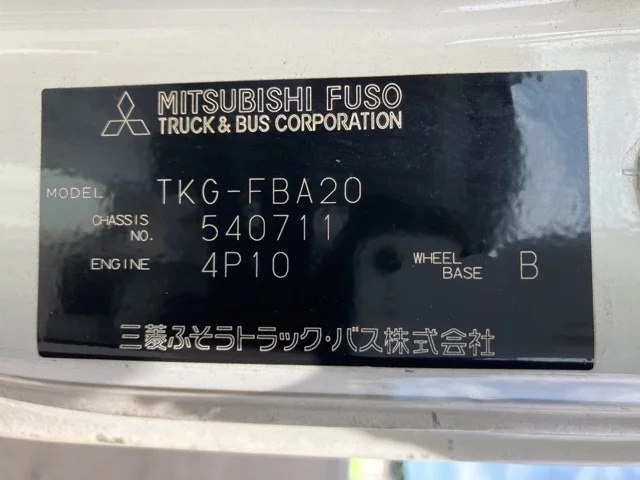 MITSUBISHI FUSO
TRUCK & BUS CORPORATION
MODEL TKG-FBA20
CHASSIS NO. 540711
ENGINE 4P10 WHEEL BASE B
三菱ふそうトラック・バス株式会社